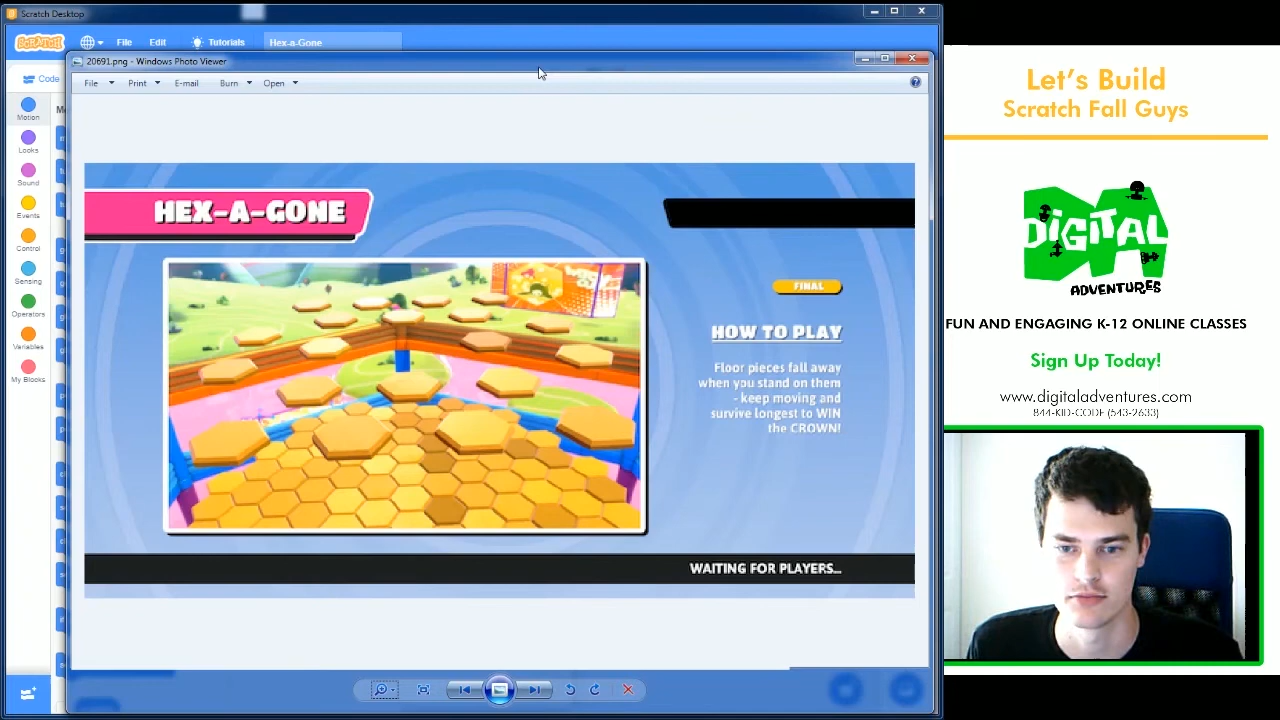 Scratch Desktop
SCRATCH
File
Edit
Tutorials
Hex-a-Gone
20691.png - Windows Photo Viewer
File
Print
E-mail
Burn
Open
Code
Motion
Looks
Sound
Events
Control
Sensing
Operators
Variables
My Blocks
HEX-A-GONE
FINAL
HOW TO PLAY
Floor pieces fall away
when you stand on them
- keep moving and
survive longest to WIN
the CROWN!
WAITING FOR PLAYERS...
Let's Build
Scratch Fall Guys
DIGITAL
ADVENTURES
FUN AND ENGAGING K-12 ONLINE CLASSES
Sign Up Today!
www.digitaladventures.com
844-KID-CODE (543-2633)